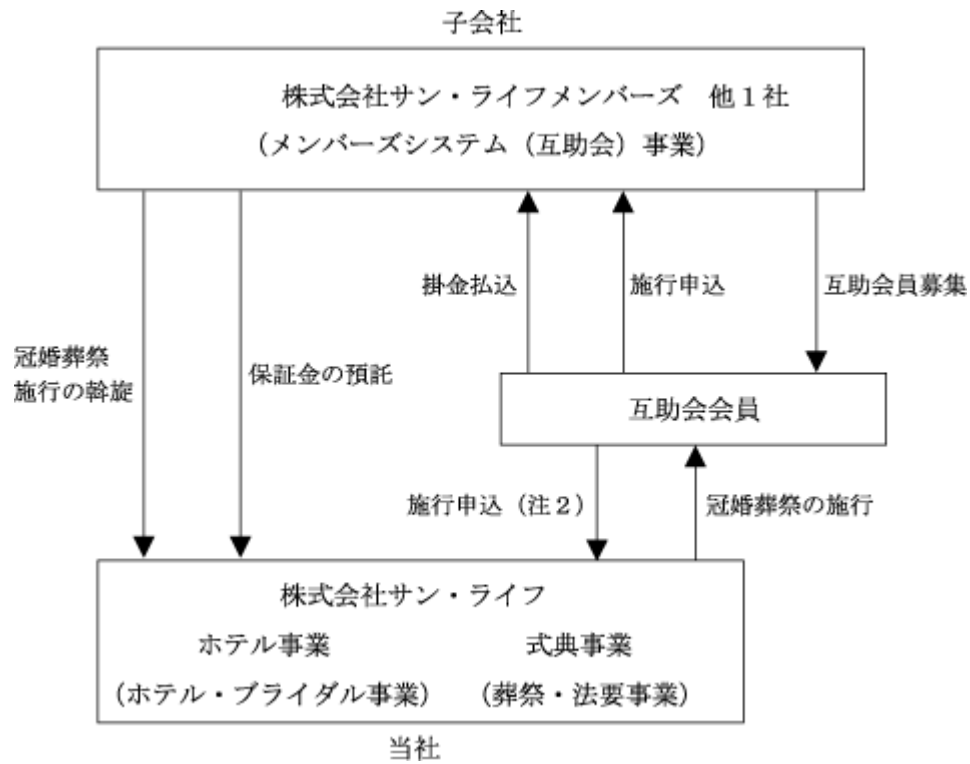 子会社
株式会社サン・ライフメンバーズ 他１社
（メンバーズシステム（互助会）事業）
掛金払込
施行申込
互助会員募集
冠婚葬祭
施行の斡旋
保証金の預託
互助会会員
施行申込（注２）
冠婚葬祭の施行
株式会社サン・ライフ
ホテル事業
式典事業
（ホテル・ブライダル事業）
（葬祭・法要事業）
当社